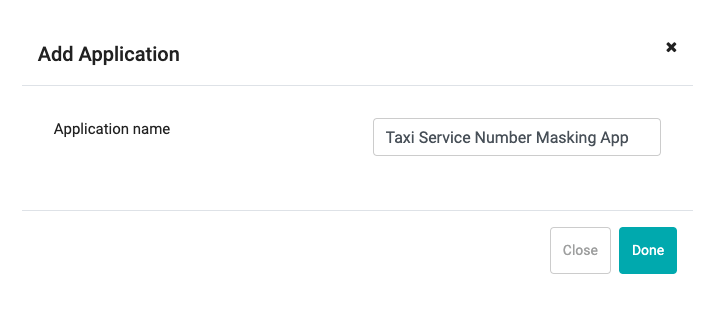 Add Application
Application name
Taxi Service Number Masking App
Close
Done